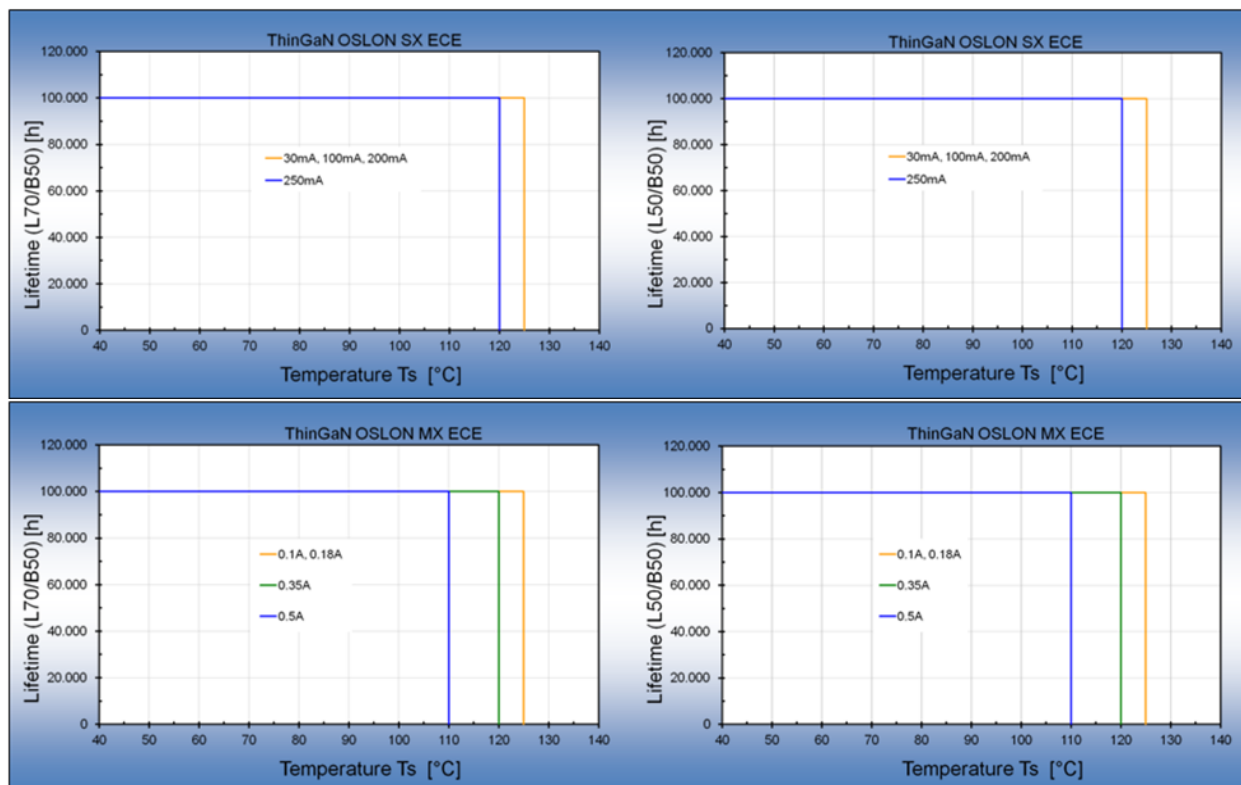 ThinGaN OSLON SX ECE
Lifetime (L70/B50) [h]
120.000
100.000
80.000
60.000
40.000
20.000
0
30mA, 100mA, 200mA
250mA
40 50 60 70 80 90 100 110 120 130 140
Temperature Ts [°C]
ThinGaN OSLON SX ECE
Lifetime (L50/B50) [h]
120.000
100.000
80.000
60.000
40.000
20.000
0
30mA, 100mA, 200mA
250mA
40 50 60 70 80 90 100 110 120 130 140
Temperature Ts [°C]
ThinGaN OSLON MX ECE
Lifetime (L70/B50) [h]
120.000
100.000
80.000
60.000
40.000
20.000
0
0.1A, 0.18A
0.35A
0.5A
40 50 60 70 80 90 100 110 120 130 140
Temperature Ts [°C]
ThinGaN OSLON MX ECE
Lifetime (L50/B50) [h]
120.000
100.000
80.000
60.000
40.000
20.000
0
0.1A, 0.18A
0.35A
0.5A
40 50 60 70 80 90 100 110 120 130 140
Temperature Ts [°C]